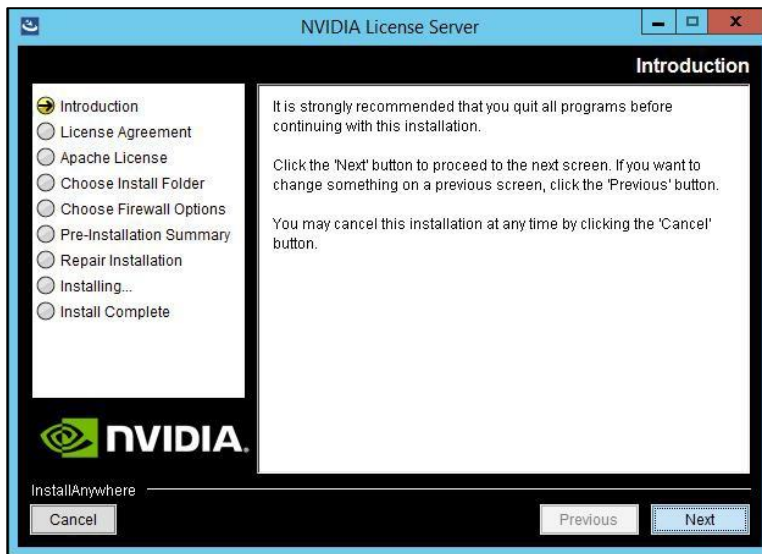 NVIDIA License Server
Introduction
Introduction
License Agreement
Apache License
Choose Install Folder
Choose Firewall Options
Pre-Installation Summary
Repair Installation
Installing...
Install Complete
It is strongly recommended that you quit all programs before
continuing with this installation.
Click the 'Next' button to proceed to the next screen. If you want to
change something on a previous screen, click the 'Previous' button.
You may cancel this installation at any time by clicking the 'Cancel'
button.
NVIDIA.
InstallAnywhere
Cancel
Previous
Next